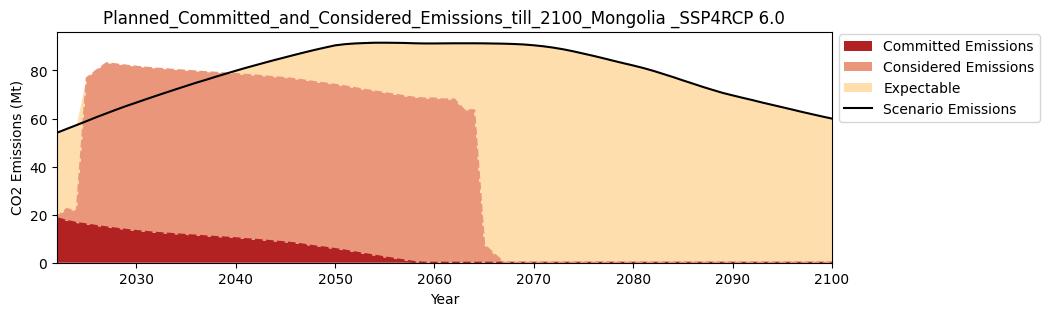 Planned_Committed_and_Considered_Emissions_till_2100_Mongolia _SSP4RCP 6.0
CO2 Emissions (Mt)
80
60
40
20
0
2030
2040
2050
2060
2070
2080
2090
2100
Year
Committed Emissions
Considered Emissions
Expectable
Scenario Emissions